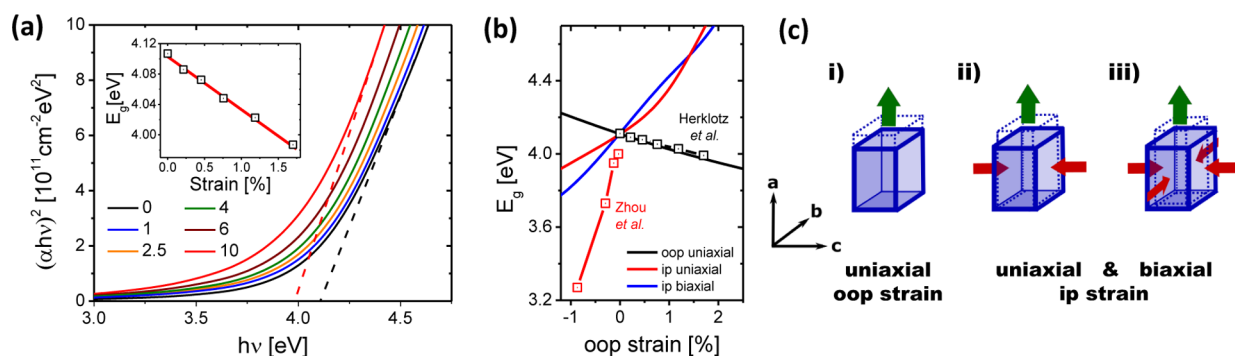 (a)
(αhν)² [10¹¹cm⁻²eV²]
10
8
6
4
2
0
3.0
3.5
4.0
4.5
hν [eV]
E_g[eV]
4.12
4.08
4.04
4.00
0.0
0.5
1.0
1.5
Strain [%]
0
1
2.5
4
6
10
(b)
E_g [eV]
4.4
4.0
3.6
3.2
-1
0
1
2
oop strain [%]
Herklotz
et al.
Zhou
et al.
oop uniaxial
ip uniaxial
ip biaxial
(c)
i)
ii)
iii)
a
b
c
uniaxial
oop strain
uniaxial & biaxial
ip strain